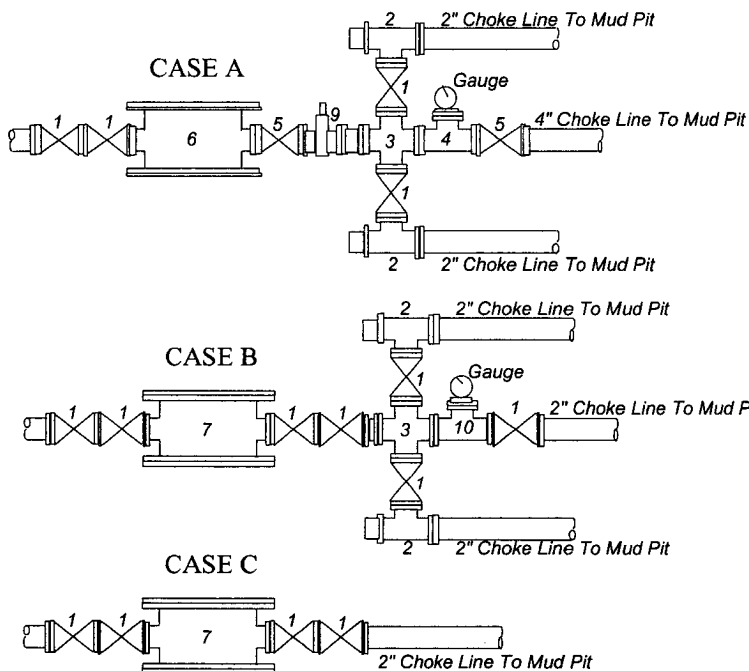 2
2" Choke Line To Mud Pit
CASE A
1
Gauge
1
1
6
5
9
3
4
5
4" Choke Line To Mud Pit
1
2
2" Choke Line To Mud Pit
2
2" Choke Line To Mud Pit
CASE B
1
Gauge
1
1
7
1
1
3
10
1
2" Choke Line To Mud P
1
2
2" Choke Line To Mud Pit
CASE C
1
1
7
1
1
2" Choke Line To Mud Pit